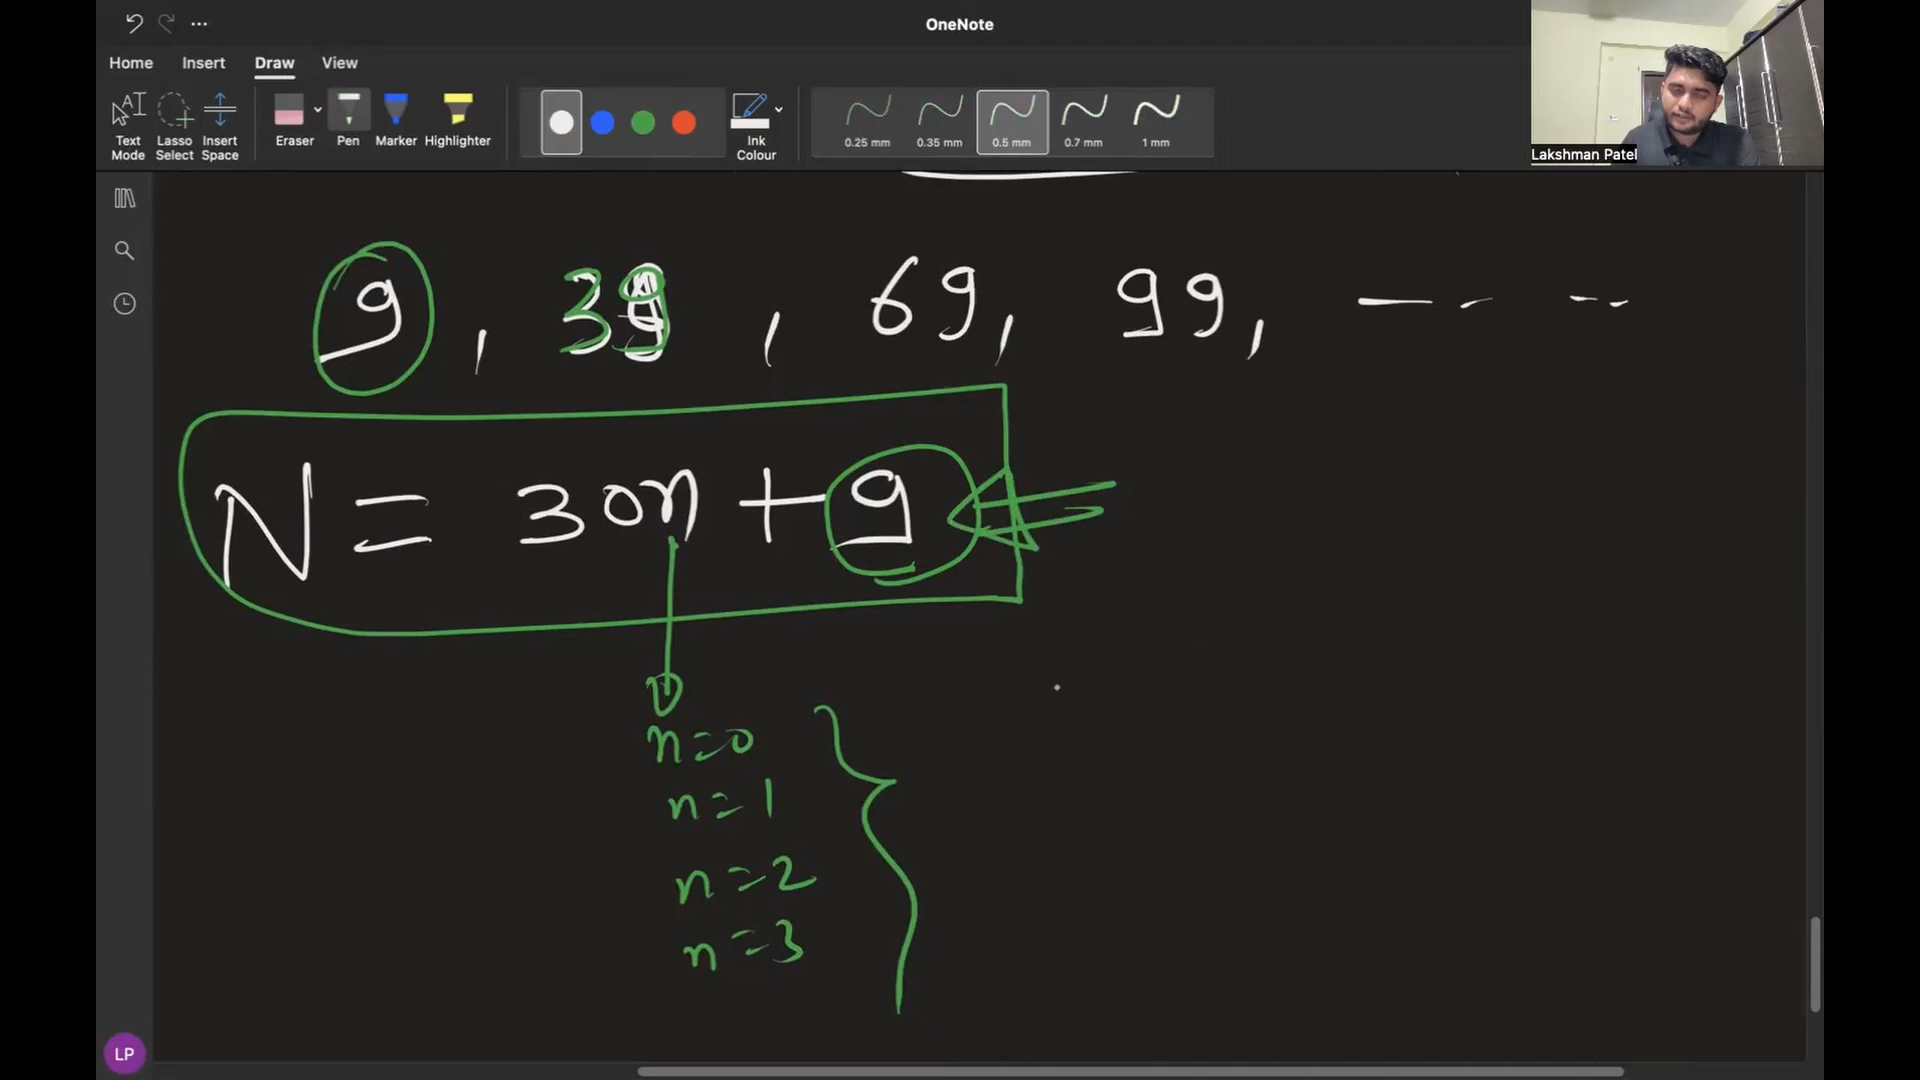 OneNote
Home Insert Draw View
Text Mode Lasso Select Insert Space Eraser Pen Marker Highlighter Ink Colour 0.25 mm 0.35 mm 0.5 mm 0.7 mm 1 mm
Lakshman Patel
9, 39, 69, 99, -- - - -
N = 30n + 9
n=0
n=1
n=2
n=3
LP